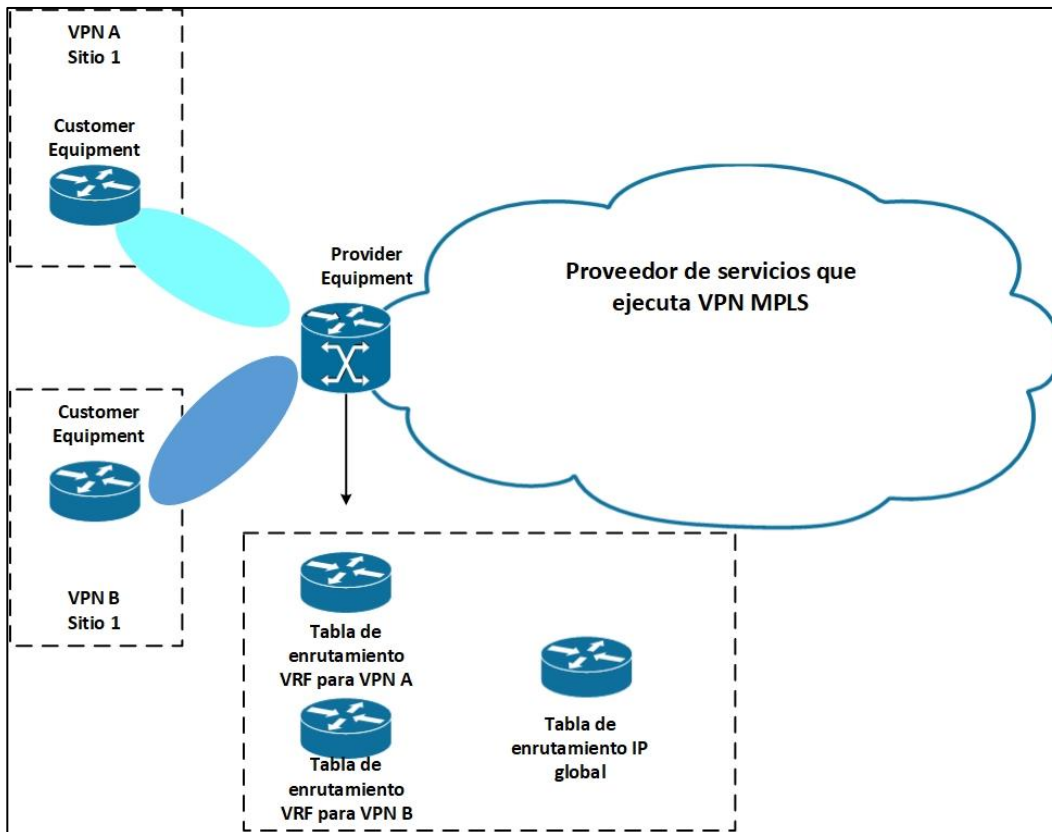 VPN A
Sitio 1
Customer
Equipment
Provider
Equipment
Proveedor de servicios que
ejecuta VPN MPLS
Customer
Equipment
VPN B
Sitio 1
Tabla de
enrutamiento
VRF para VPN A
Tabla de
enrutamiento
VRF para VPN B
Tabla de
enrutamiento IP
global